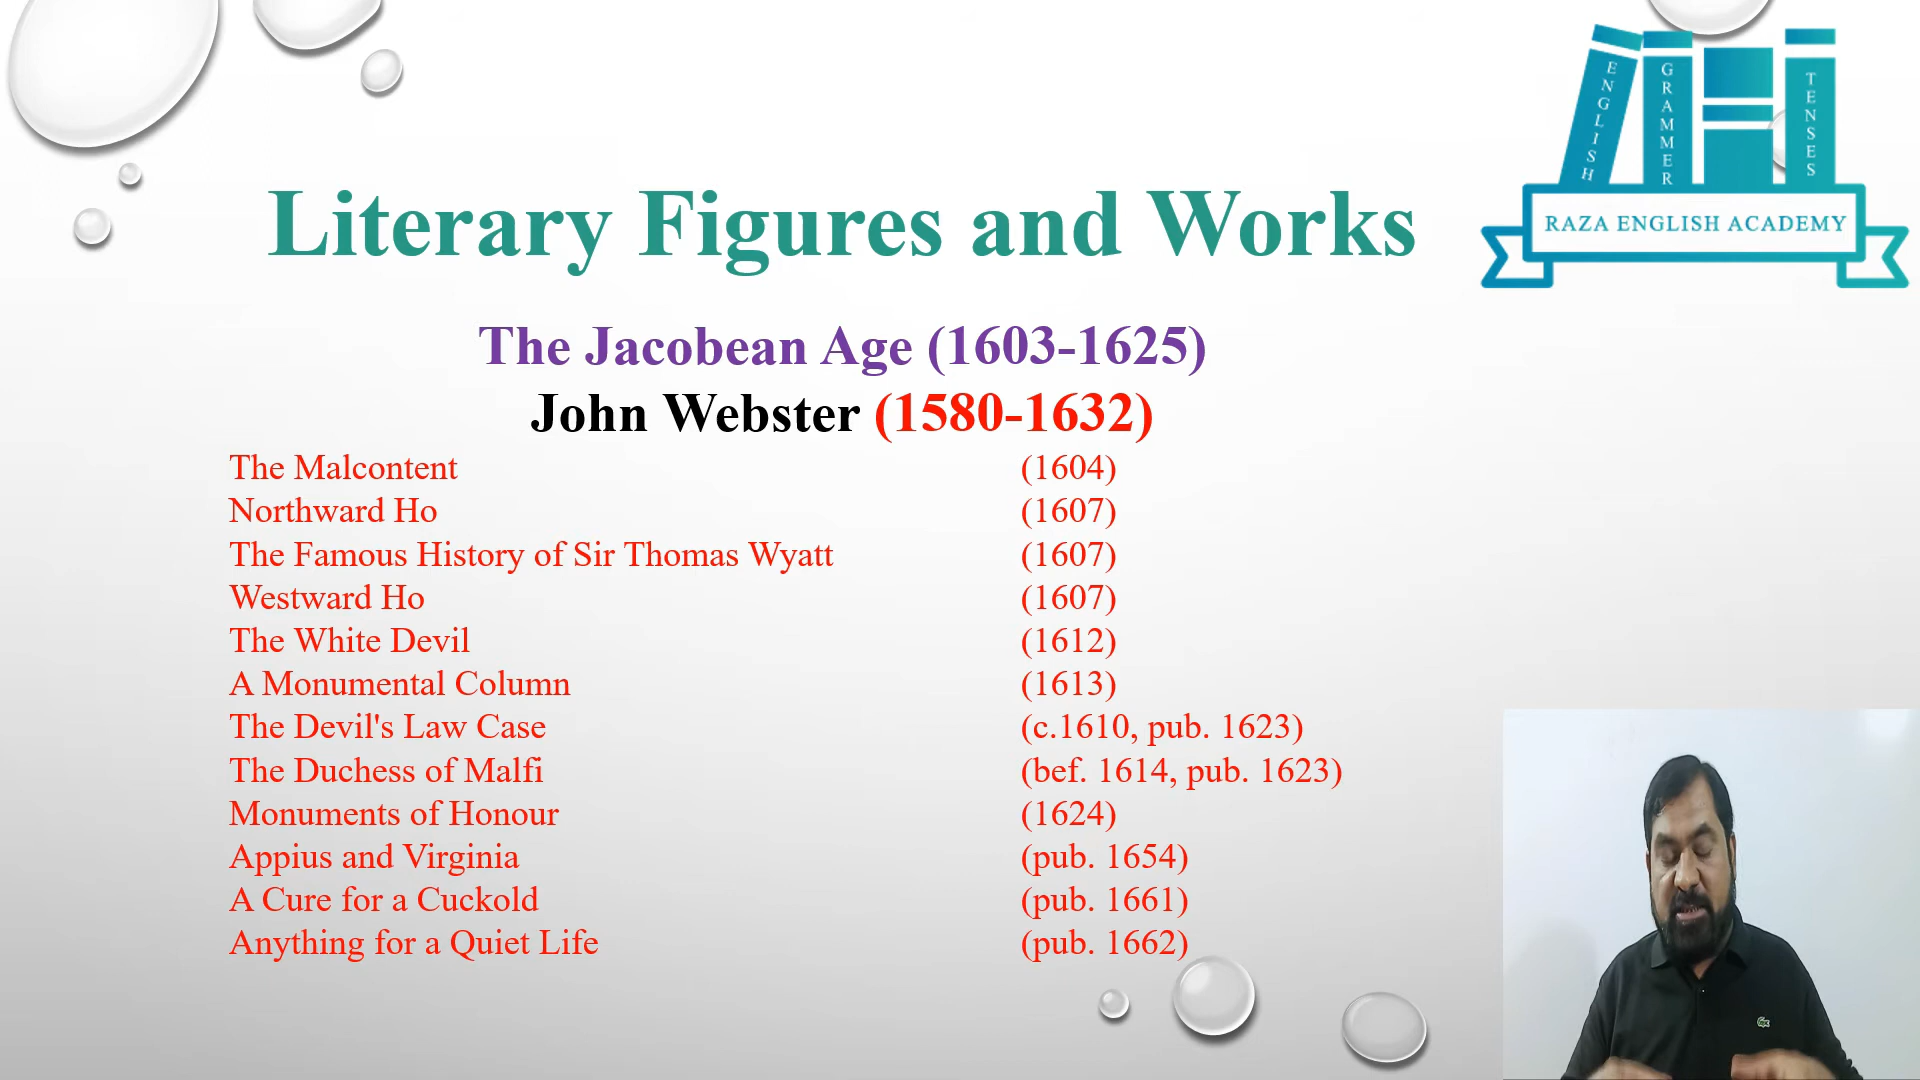 ENGLISH
GRAMMER
TENSES
RAZA ENGLISH ACADEMY
Literary Figures and Works
The Jacobean Age (1603-1625)
John Webster (1580-1632)
The Malcontent (1604)
Northward Ho (1607)
The Famous History of Sir Thomas Wyatt (1607)
Westward Ho (1607)
The White Devil (1612)
A Monumental Column (1613)
The Devil's Law Case (c.1610, pub. 1623)
The Duchess of Malfi (bef. 1614, pub. 1623)
Monuments of Honour (1624)
Appius and Virginia (pub. 1654)
A Cure for a Cuckold (pub. 1661)
Anything for a Quiet Life (pub. 1662)